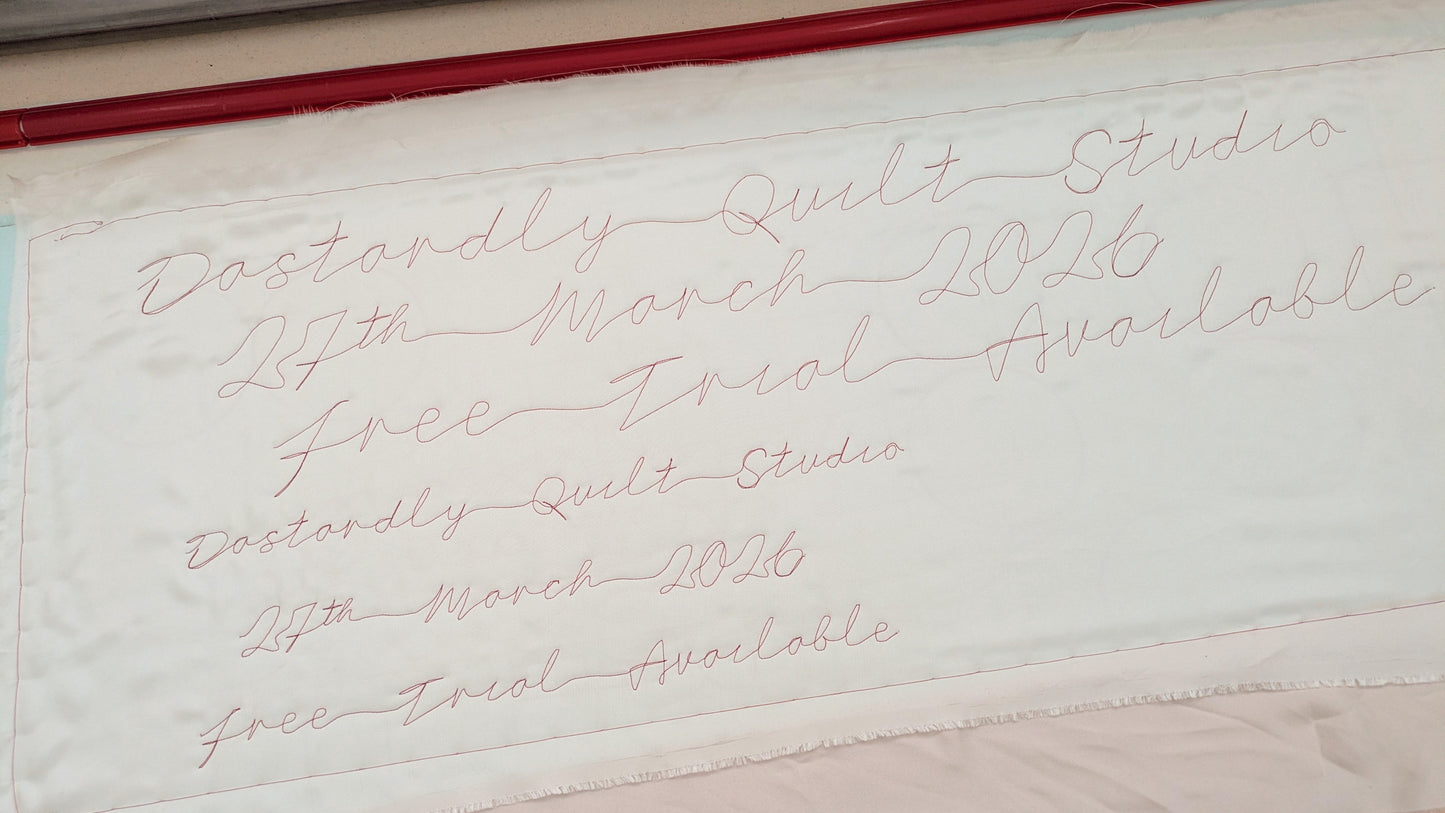 Dastardly Quilt Studio
27th March 2026
Free Trial Available
Dastardly Quilt Studio
27th March 2026
Free Trial Available